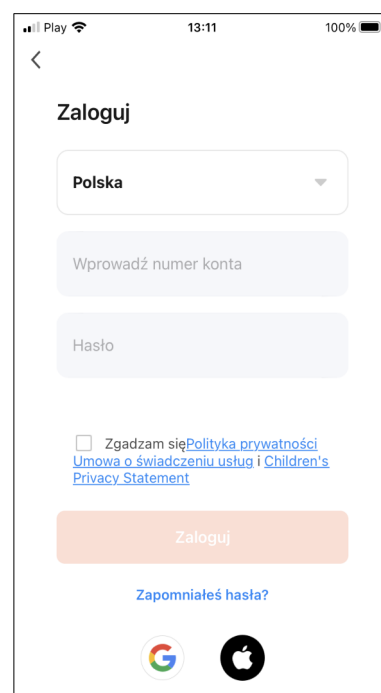 Play 13:11 100%
Zaloguj
Polska
Wprowadź numer konta
Hasło
Zgadzam sięPolityka prywatności
Umowa o świadczeniu usług i Children's
Privacy Statement
Zaloguj
Zapomniałeś hasła?